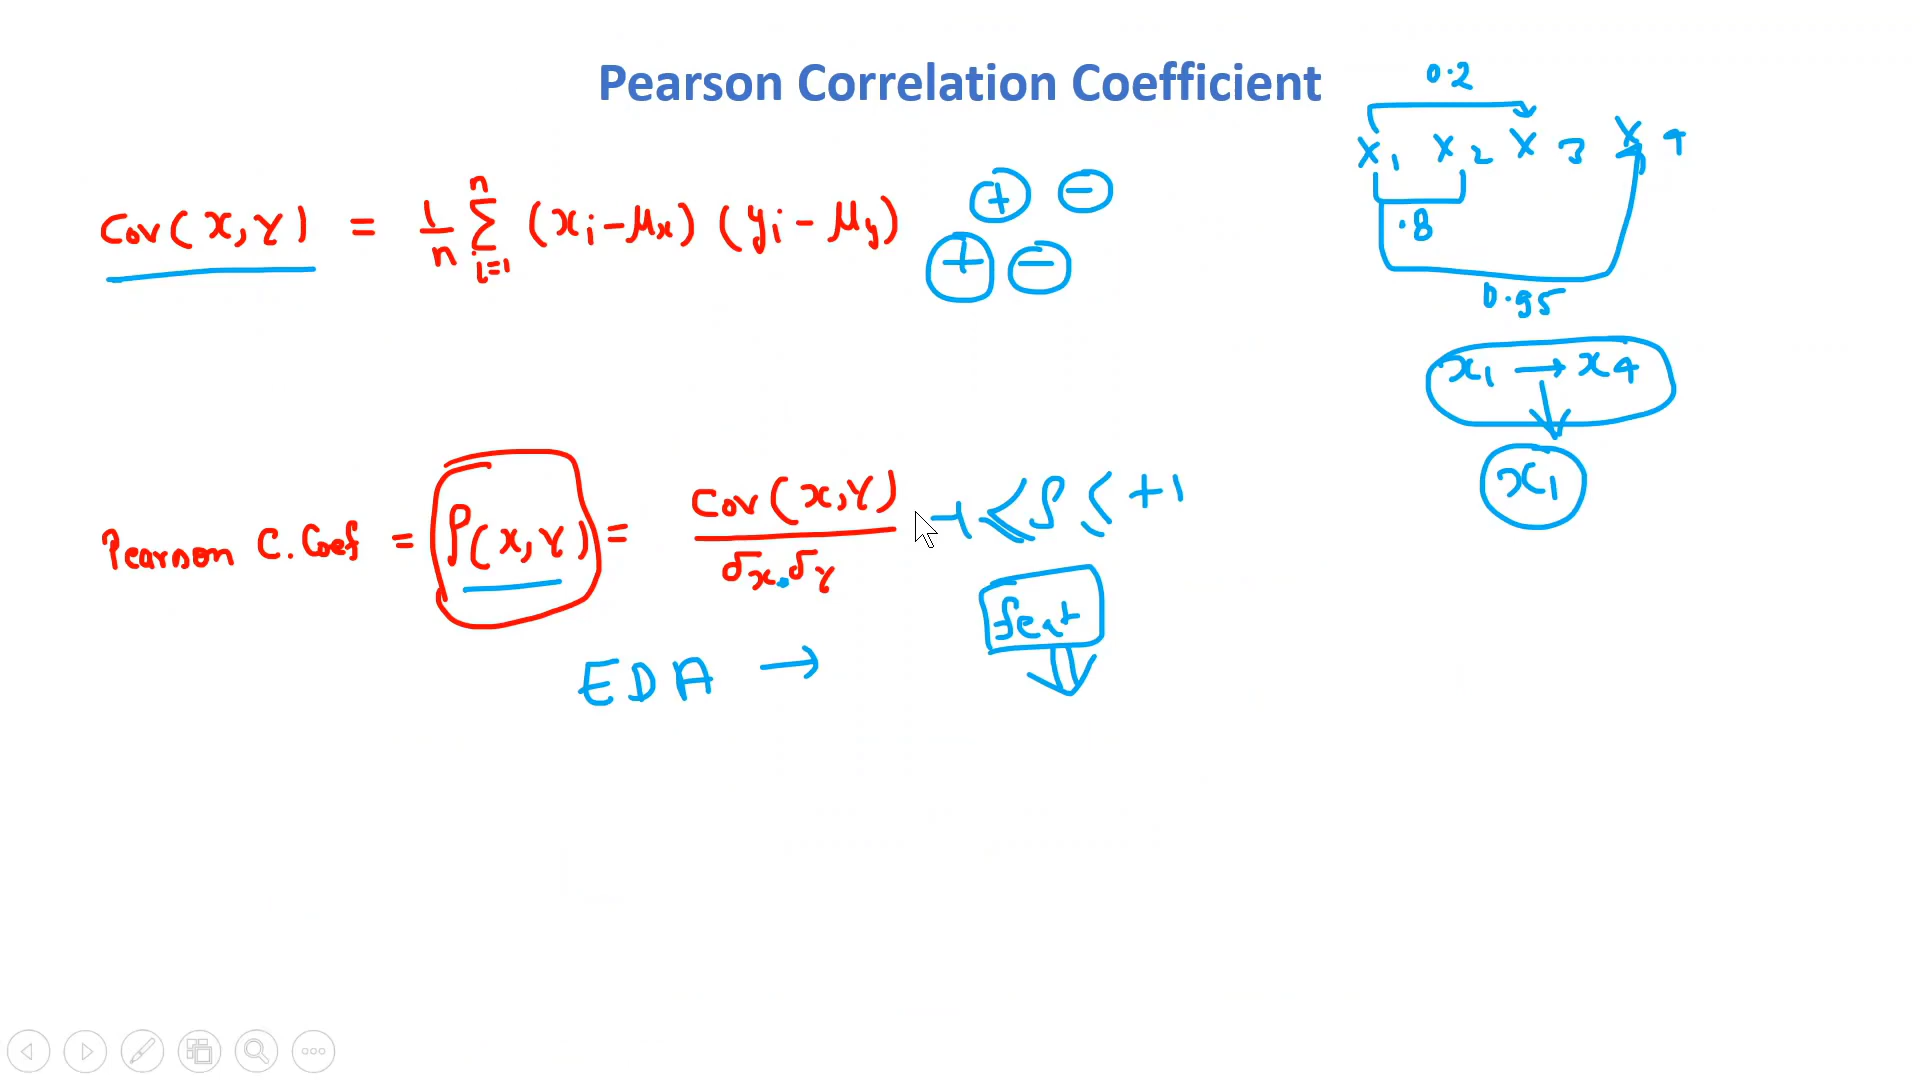 Pearson Correlation Coefficient
0.2
X1 X2 X3 X4
.8
0.95
Cov(x,Y) = 1/n Σ i=1 n (xi-μx) (yi - μy)
+ -
+ -
x1 → x4
x1
Pearson C.Coef = ρ(x,Y) = Cov(x,Y) / σx.σY
-1 ≤ ρ ≤ +1
feat
EDA →